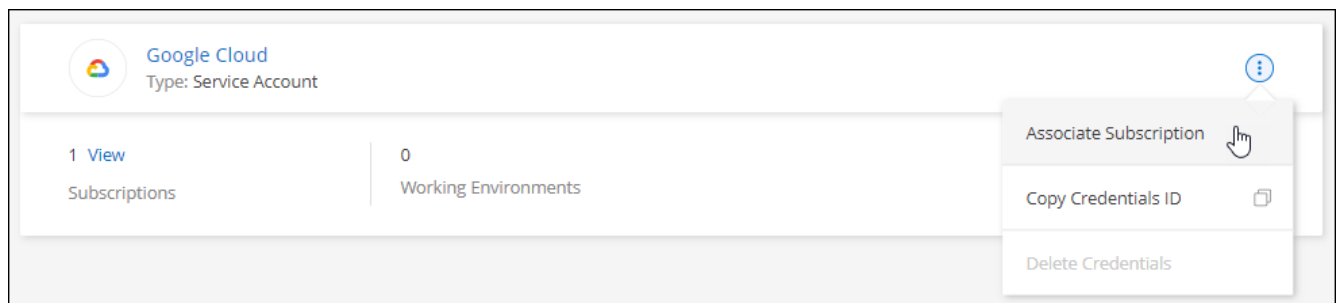 Google Cloud
Type: Service Account
1 View
Subscriptions
0
Working Environments
Associate Subscription
Copy Credentials ID
Delete Credentials